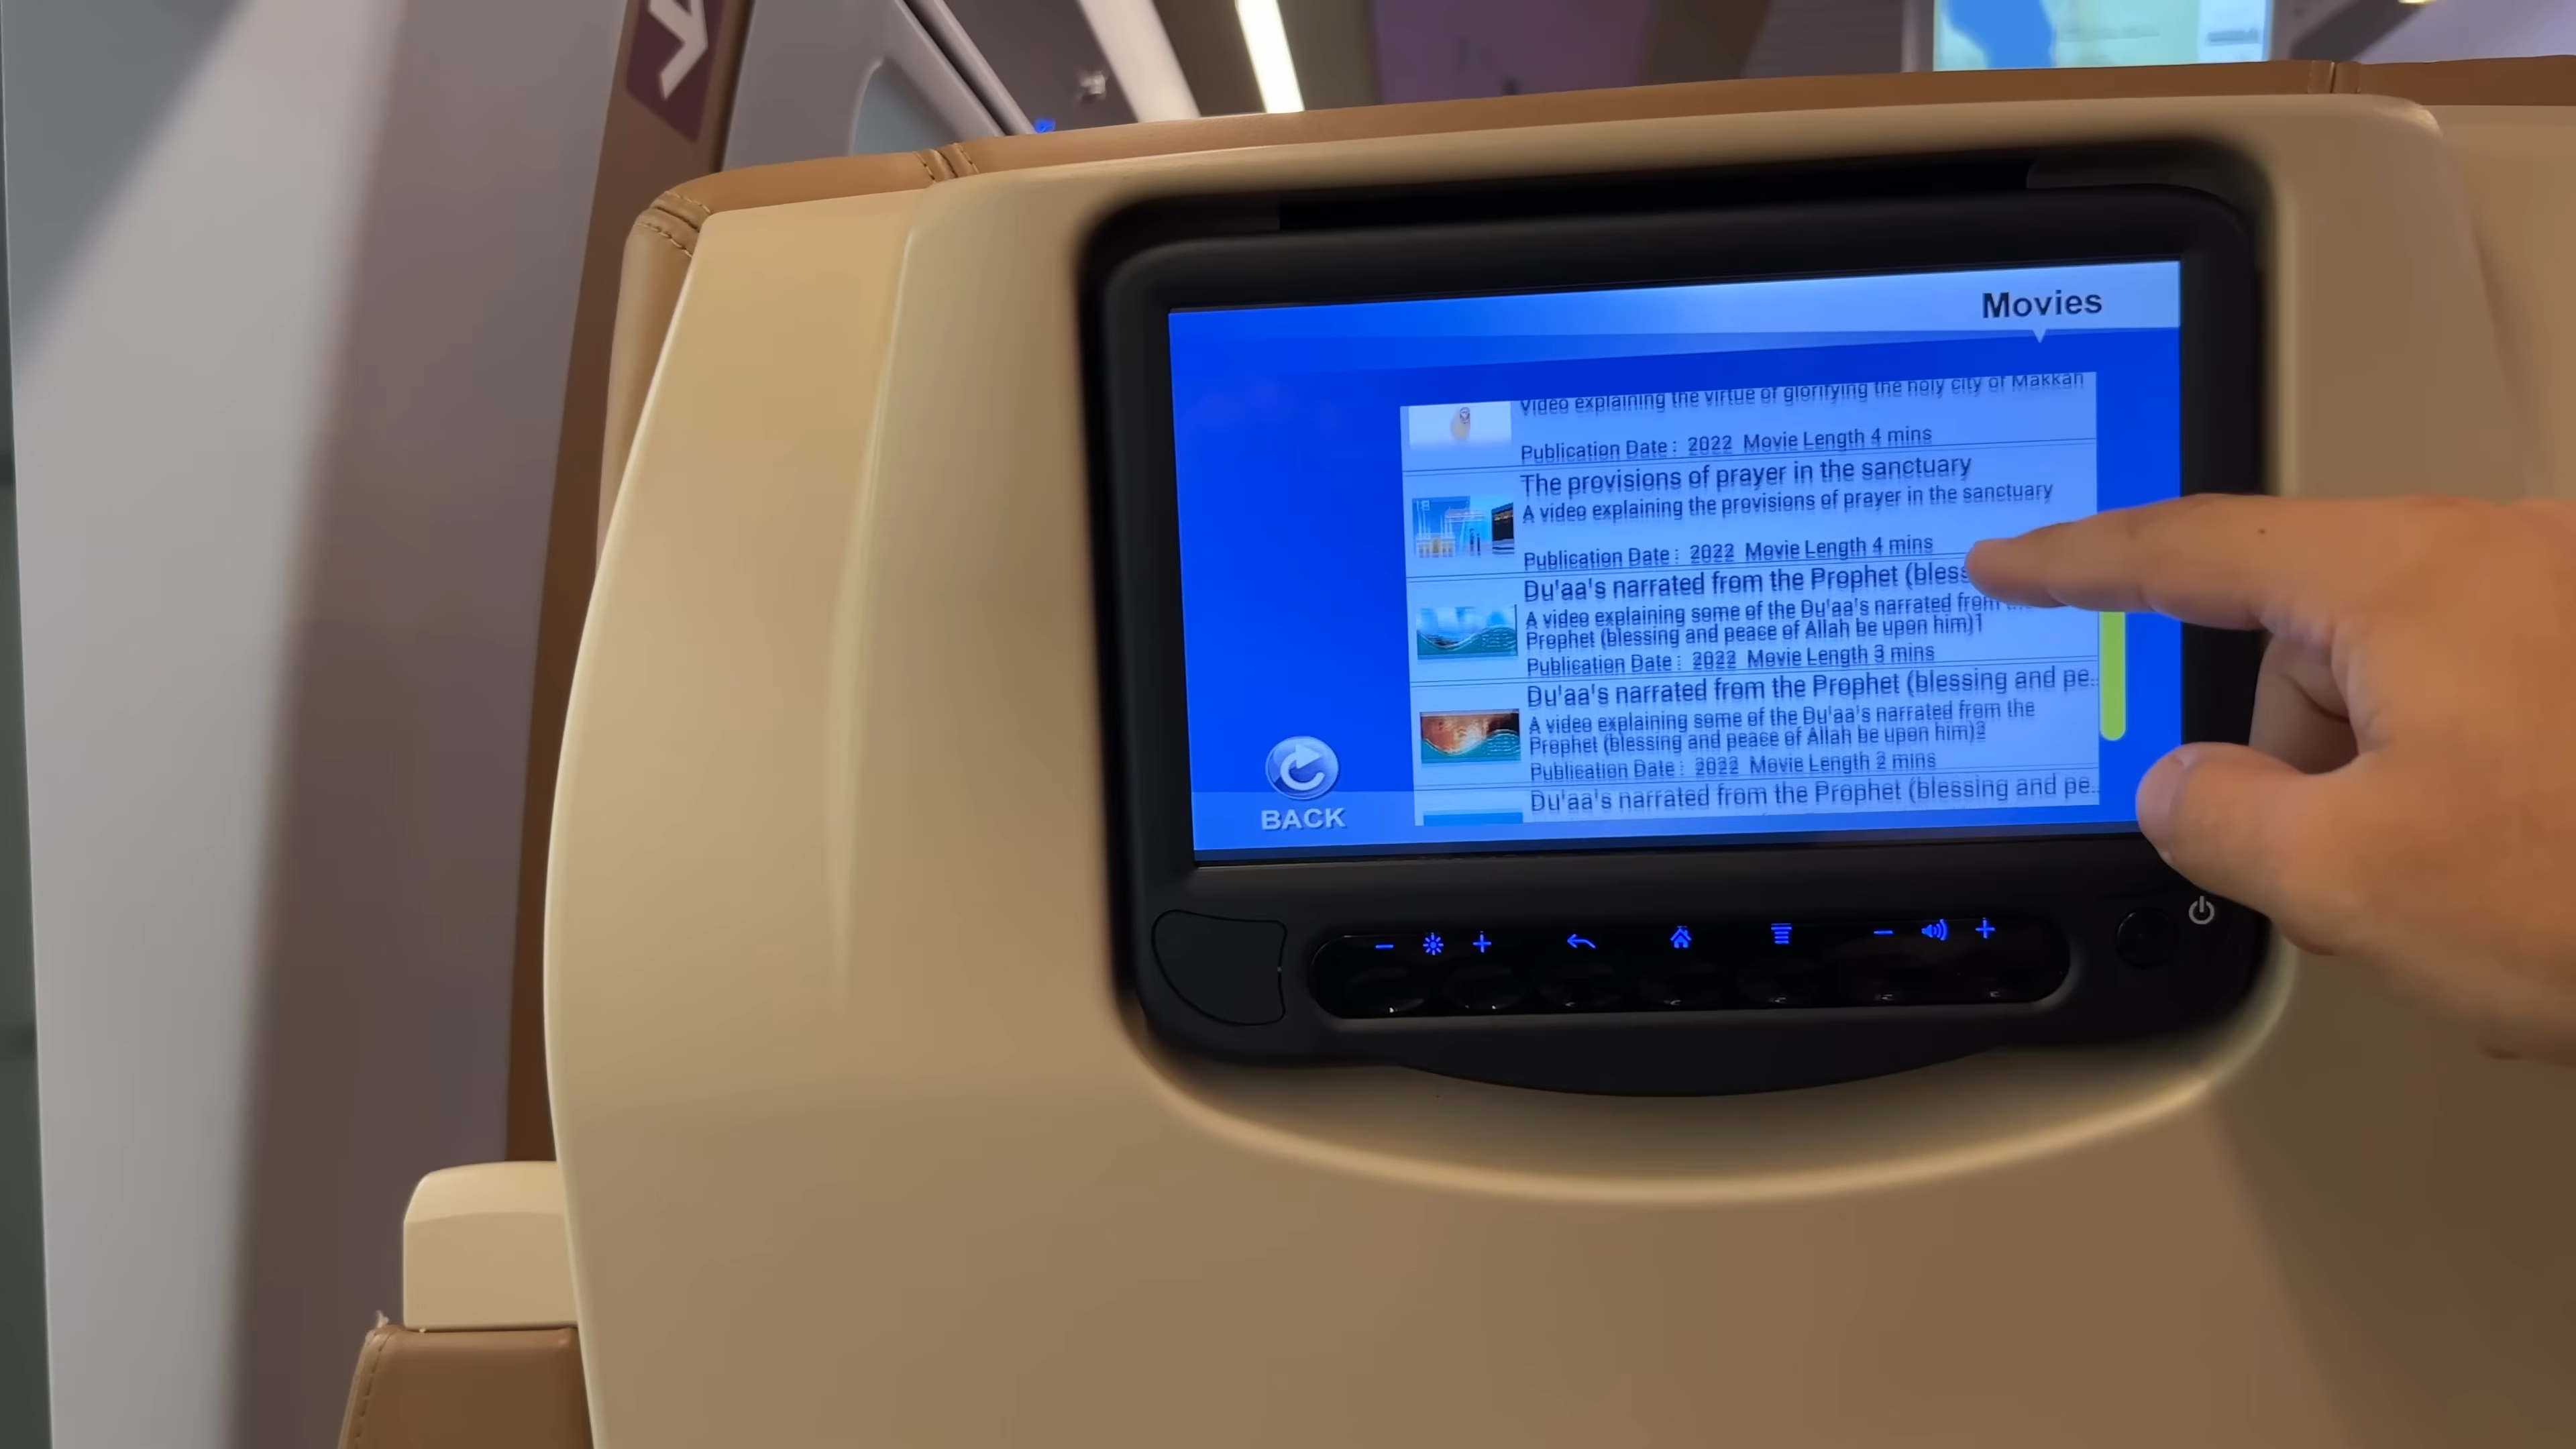 Movies
Video explaining the virtue of glorifying the holy city of Makkah
Publication Date : 2022 Movie Length 4 mins
The provisions of prayer in the sanctuary
A video explaining the provisions of prayer in the sanctuary
Publication Date : 2022 Movie Length 4 mins
Du'aa's narrated from the Prophet (bless
A video explaining some of the Du'aa's narrated from
Prophet (blessing and peace of Allah be upon him)1
Publication Date : 2022 Movie Length 3 mins
Du'aa's narrated from the Prophet (blessing and pe..
A video explaining some of the Du'aa's narrated from the
Prophet (blessing and peace of Allah be upon him)2
Publication Date : 2022 Movie Length 2 mins
Du'aa's narrated from the Prophet (blessing and pe..
BACK